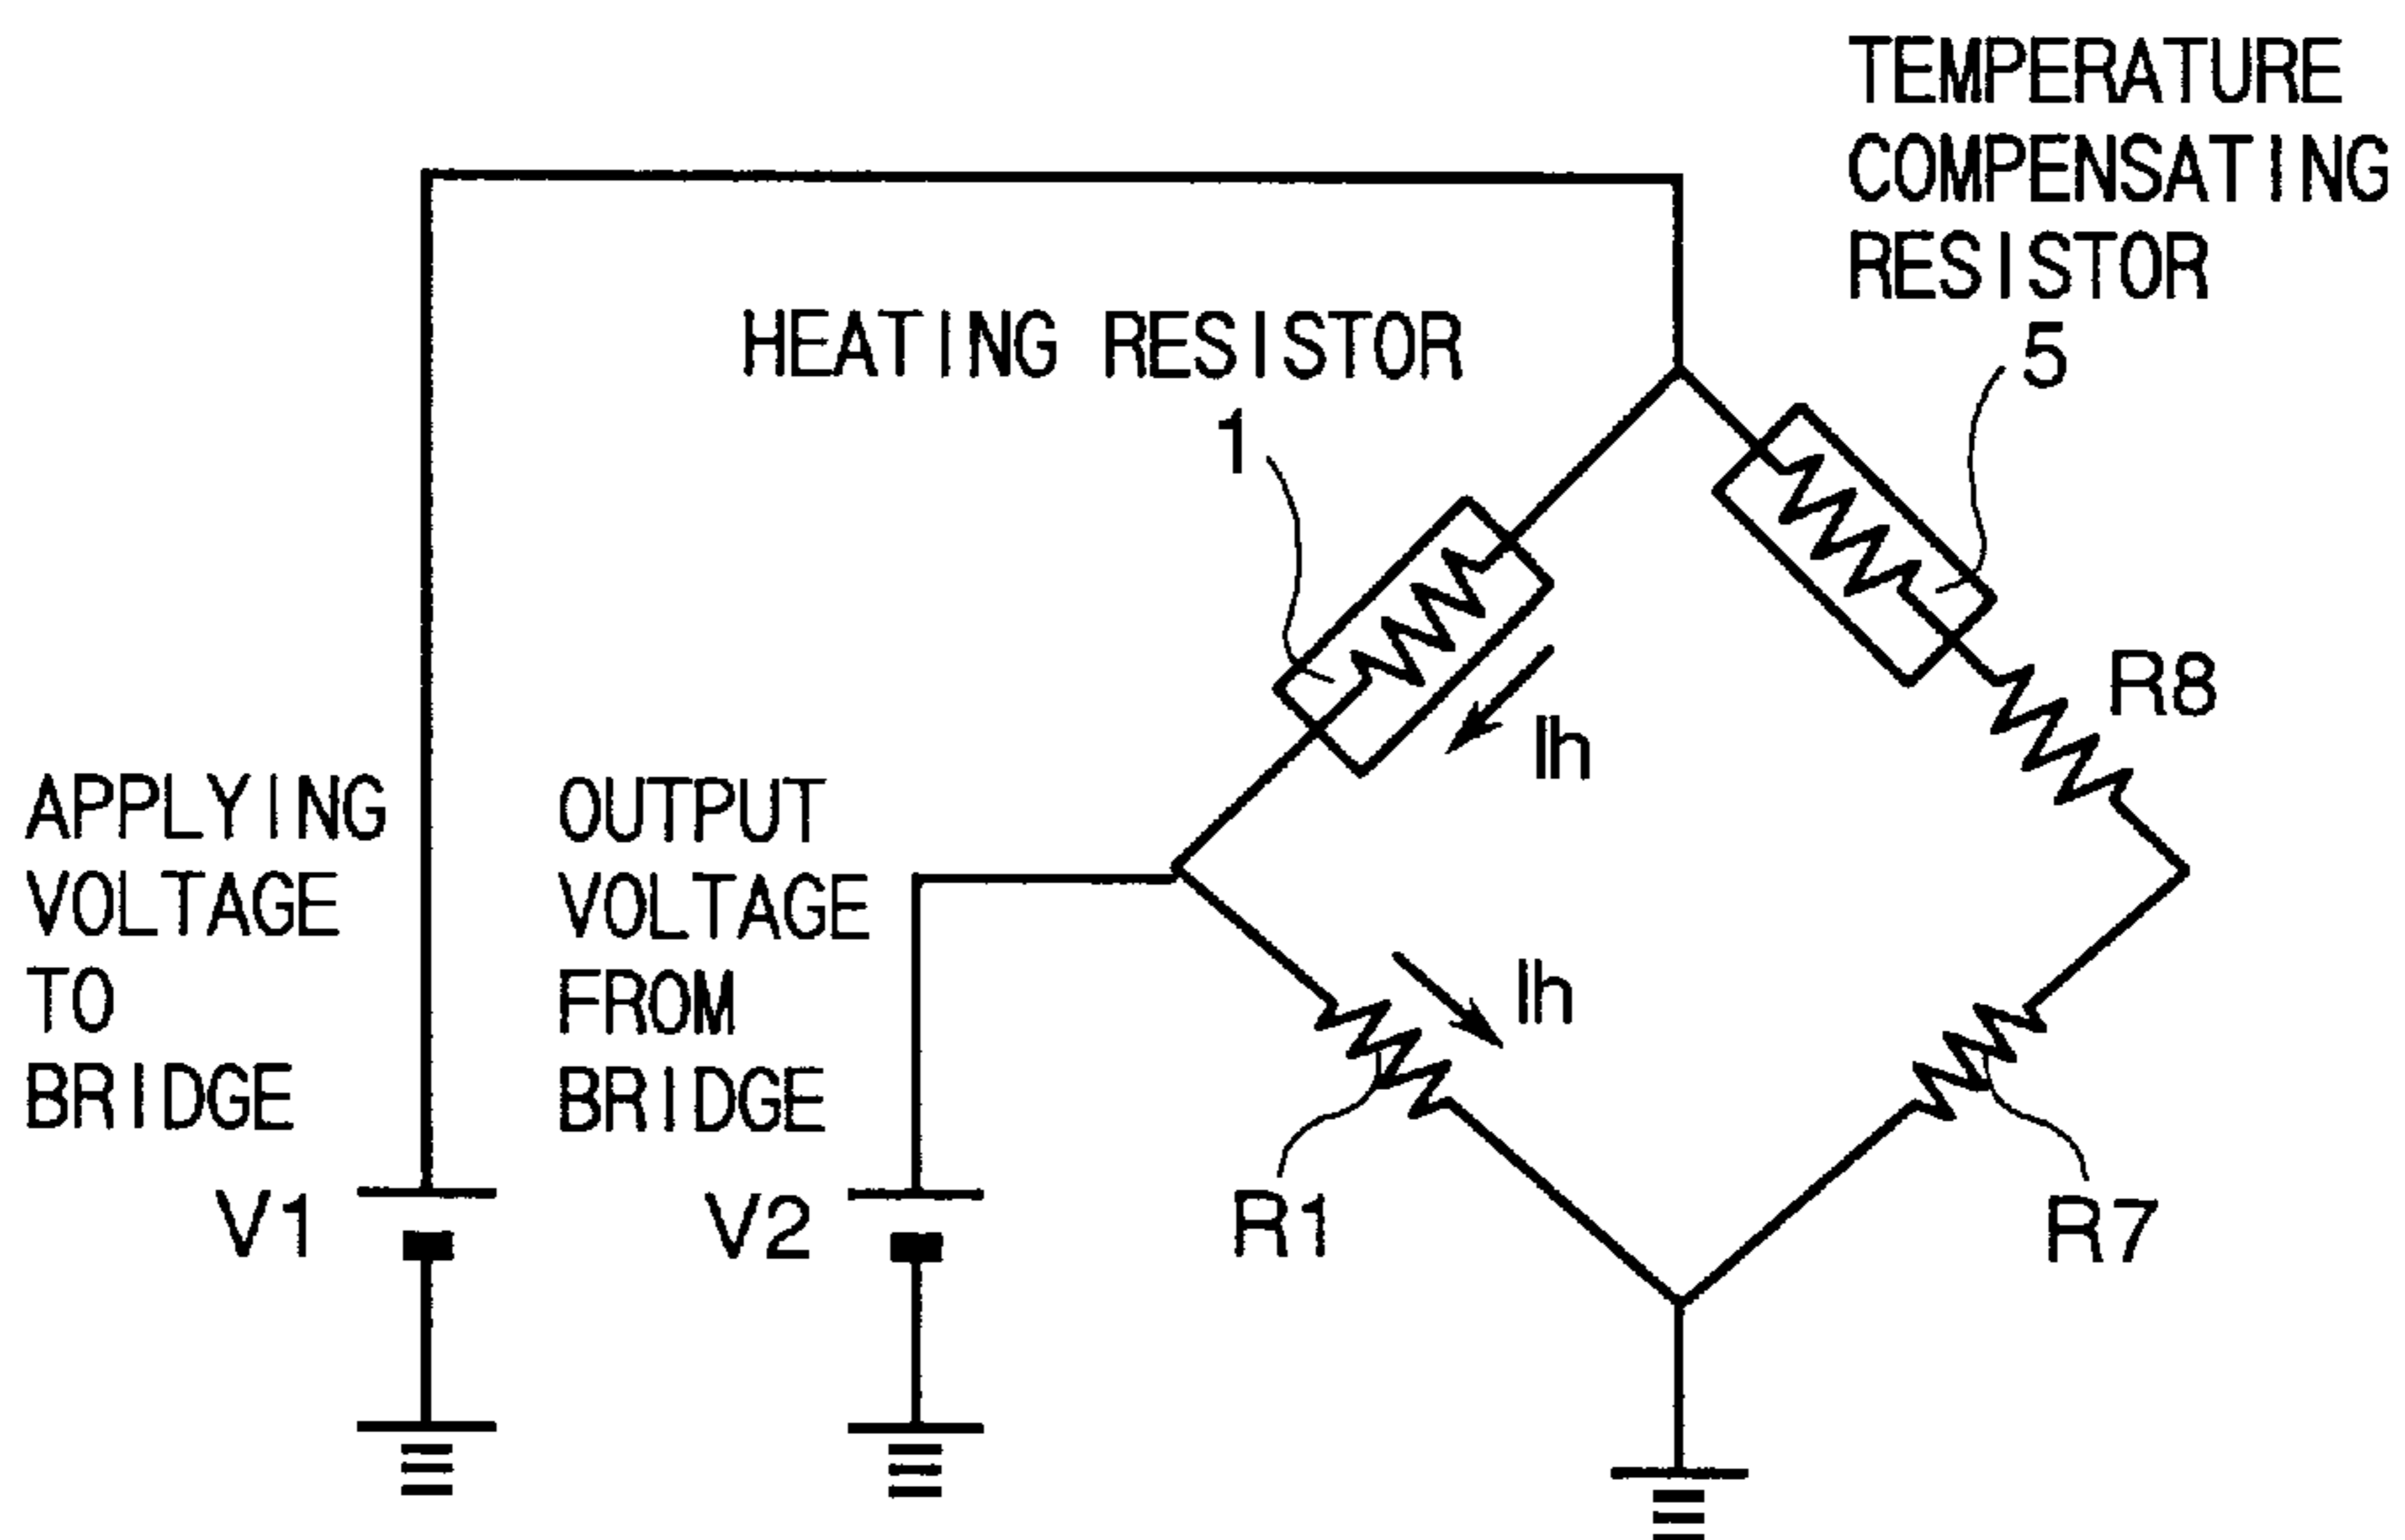 TEMPERATURE
COMPENSATING
RESISTOR
5
HEATING RESISTOR
1
R8
Ih
APPLYING
VOLTAGE
TO
BRIDGE
V1
OUTPUT
VOLTAGE
FROM
BRIDGE
V2
Ih
R1
R7